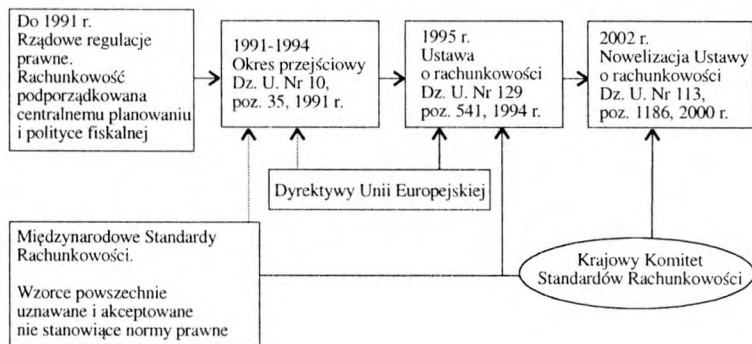 Do 1991 r.
Rządowe regulacje
prawne.
Rachunkowość
podporządkowana
centralnemu planowaniu
i polityce fiskalnej
1991-1994
Okres przejściowy
Dz. U. Nr 10,
poz. 35, 1991 r.
1995 r.
Ustawa
o rachunkowości
Dz. U. Nr 129
poz. 541, 1994 r.
2002 r.
Nowelizacja Ustawy
o rachunkowości
Dz. U. Nr 113,
poz. 1186, 2000 r.
Dyrektywy Unii Europejskiej
Międzynarodowe Standardy
Rachunkowości.
Wzorce powszechnie
uznawane i akceptowane
nie stanowiące normy prawne
Krajowy Komitet
Standardów Rachunkowości